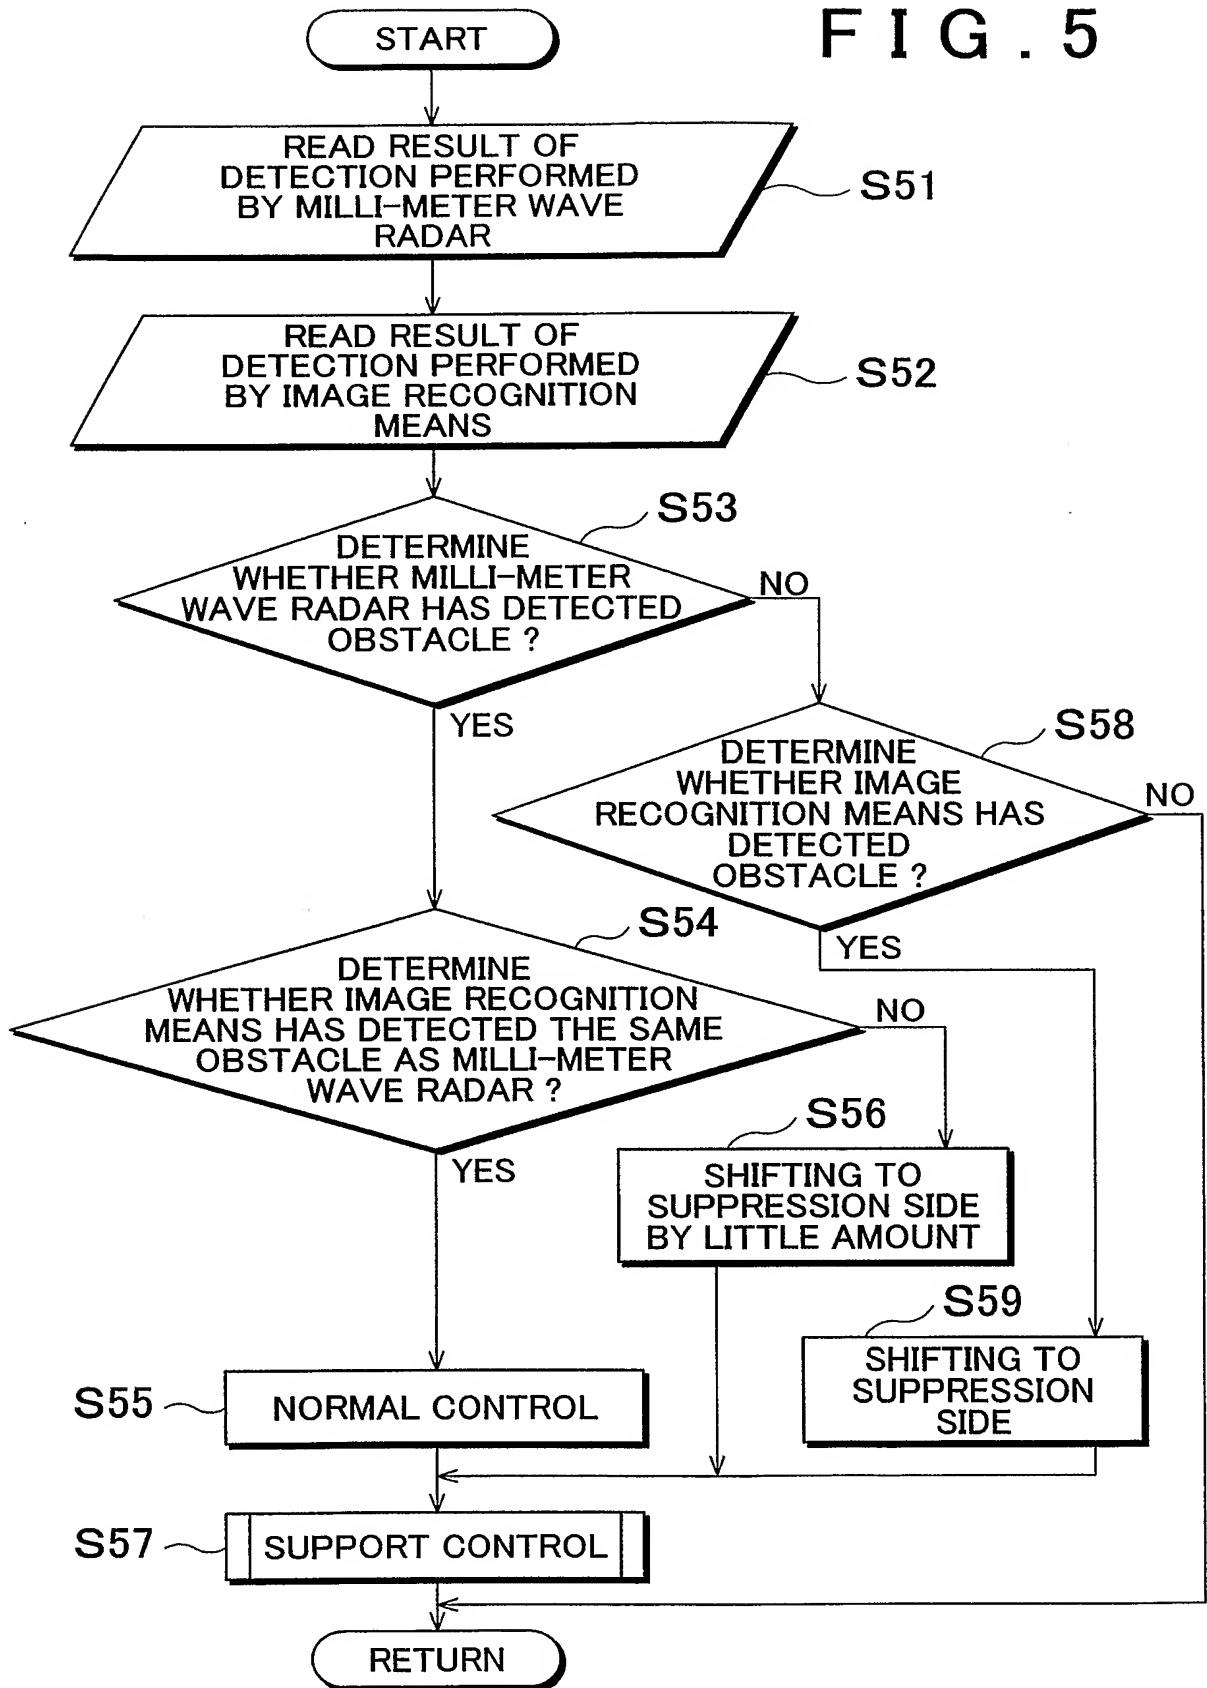 FIG. 5
START
READ RESULT OF
DETECTION PERFORMED
BY MILLI-METER WAVE
RADAR
S51
READ RESULT OF
DETECTION PERFORMED
BY IMAGE RECOGNITION
MEANS
S52
S53
DETERMINE
WHETHER MILLI-METER
WAVE RADAR HAS DETECTED
OBSTACLE ?
NO
YES
S58
DETERMINE
WHETHER IMAGE
RECOGNITION MEANS HAS
DETECTED
OBSTACLE ?
NO
YES
S54
DETERMINE
WHETHER IMAGE RECOGNITION
MEANS HAS DETECTED THE SAME
OBSTACLE AS MILLI-METER
WAVE RADAR ?
NO
YES
S56
SHIFTING TO
SUPPRESSION SIDE
BY LITTLE AMOUNT
S59
SHIFTING TO
SUPPRESSION
SIDE
S55
NORMAL CONTROL
S57
SUPPORT CONTROL
RETURN